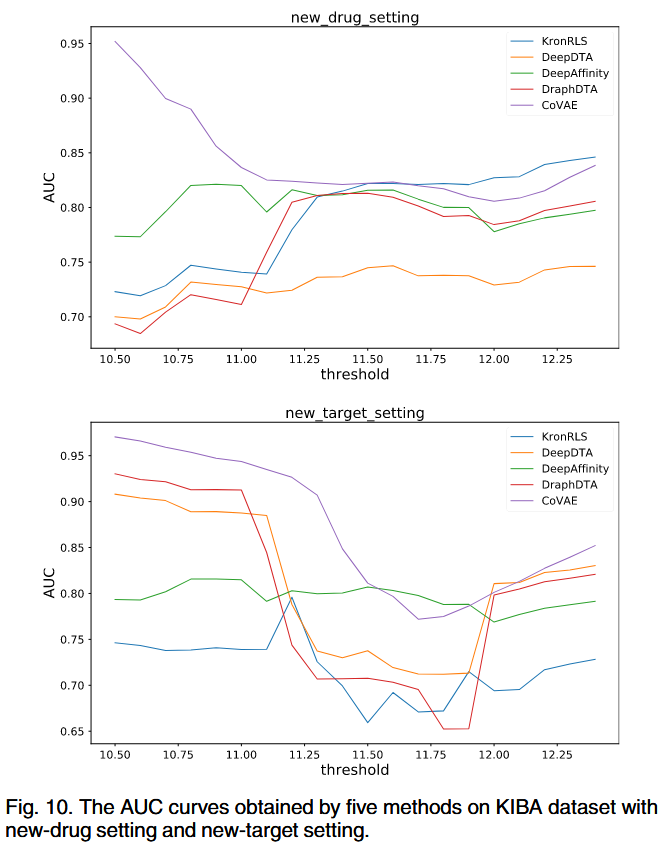 new_drug_setting
KronRLS
DeepDTA
DeepAffinity
DraphDTA
CoVAE
0.95
0.90
0.85
0.80
0.75
0.70
AUC
10.50 10.75 11.00 11.25 11.50 11.75 12.00 12.25
threshold
new_target_setting
KronRLS
DeepDTA
DeepAffinity
DraphDTA
CoVAE
0.95
0.90
0.85
0.80
0.75
0.70
0.65
AUC
10.50 10.75 11.00 11.25 11.50 11.75 12.00 12.25
threshold
Fig. 10. The AUC curves obtained by five methods on KIBA dataset with
new-drug setting and new-target setting.